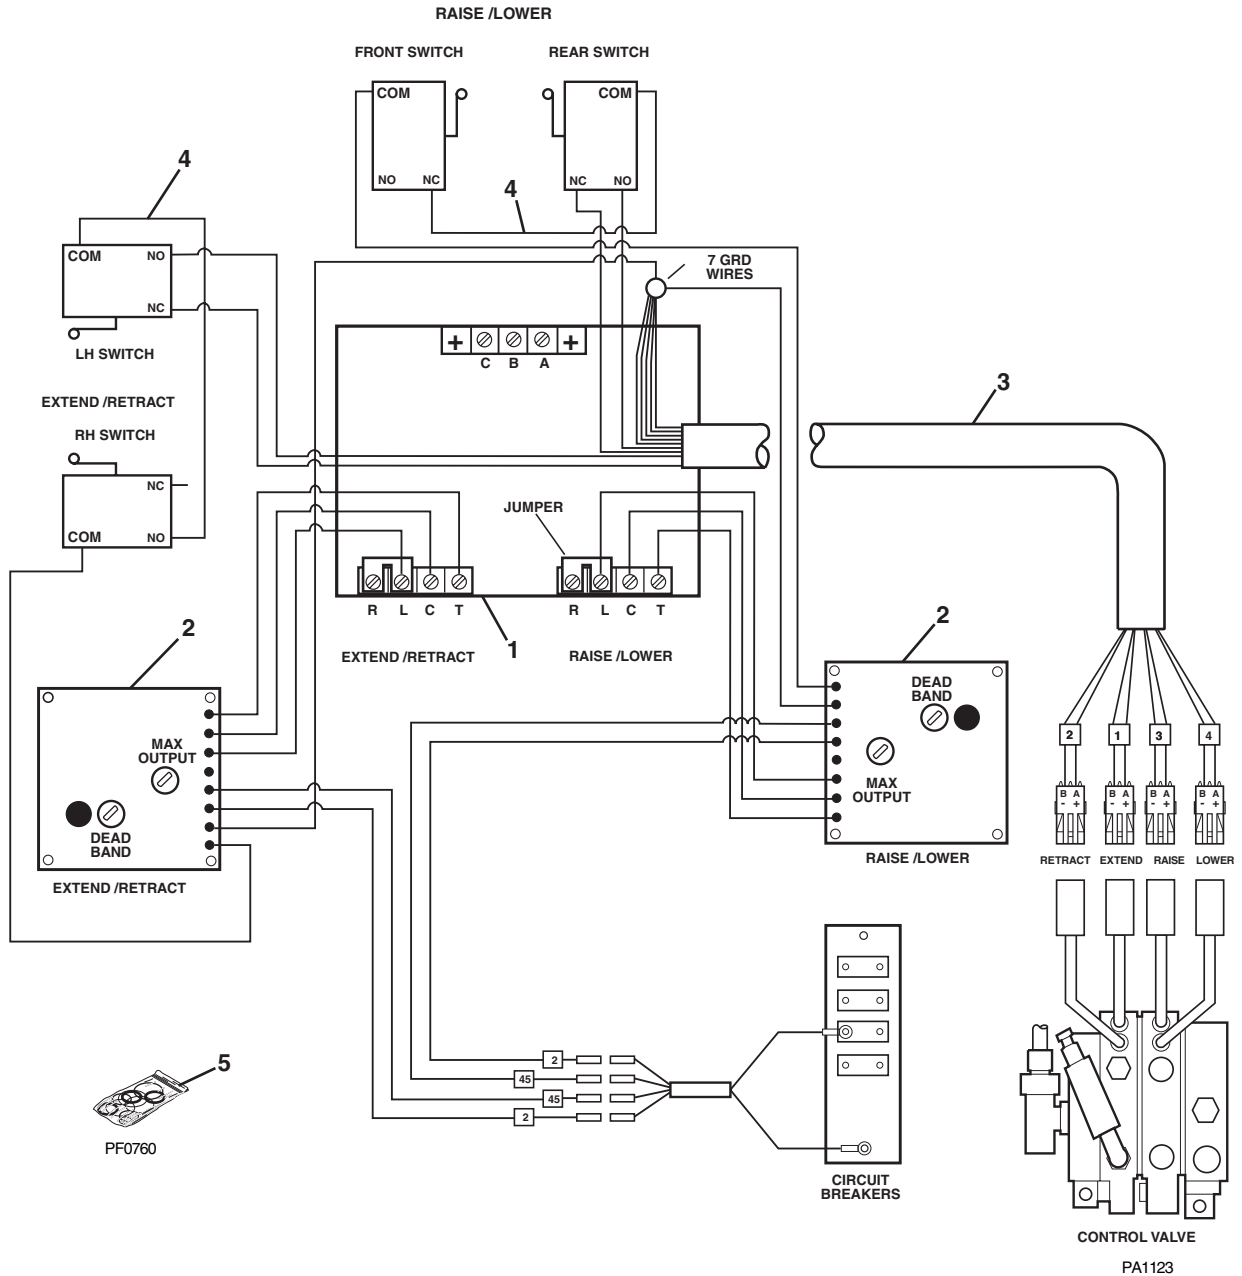 RAISE /LOWER
FRONT SWITCH
REAR SWITCH
COM
NO
NC
COM
NC
NO
4
4
COM
NO
NC
LH SWITCH
7 GRD
WIRES
+
+
C
B
A
EXTEND /RETRACT
RH SWITCH
NC
COM
NO
3
JUMPER
R
L
C
T
R
L
C
T
1
EXTEND /RETRACT
RAISE /LOWER
2
2
MAX
OUTPUT
DEAD
BAND
EXTEND /RETRACT
DEAD
BAND
MAX
OUTPUT
RAISE /LOWER
2
1
3
4
B A
- +
B A
- +
B A
- +
B A
- +
RETRACT
EXTEND
RAISE
LOWER
2
45
45
2
5
PF0760
CIRCUIT
BREAKERS
CONTROL VALVE
PA1123